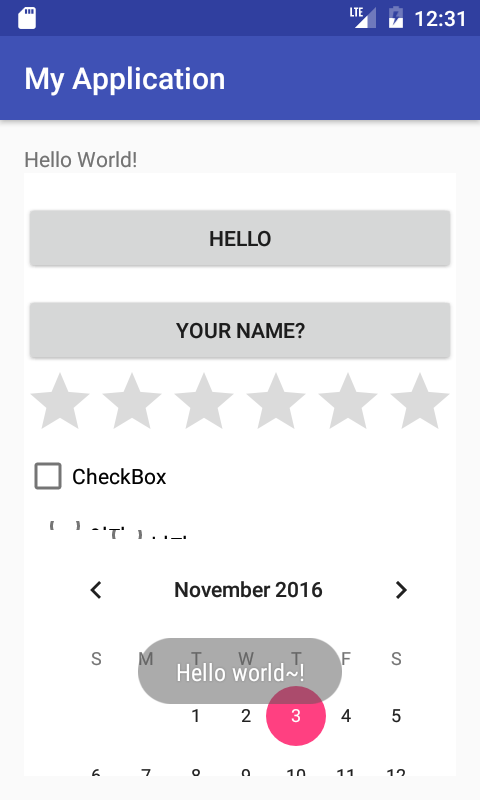 LTE 12:31
My Application
Hello World!
HELLO
YOUR NAME?
CheckBox
November 2016
S M T W T F S
Hello world~!
1 2 3 4 5
6 7 8 9 10 11 12